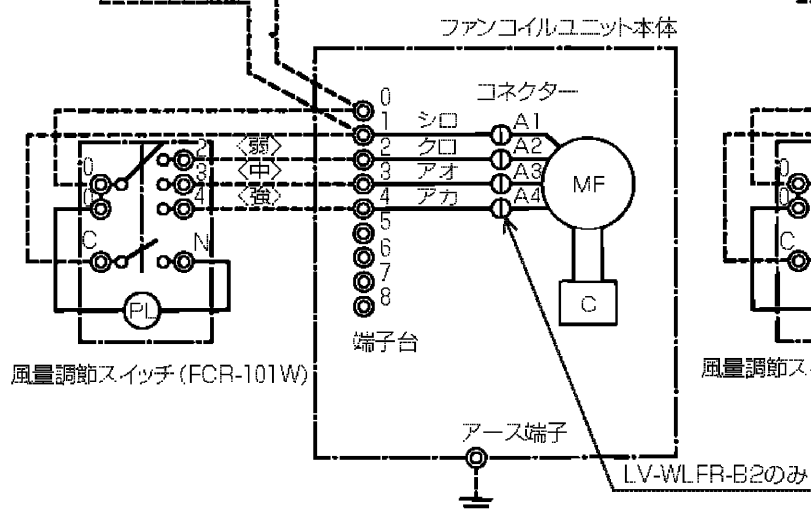 ファンコイルユニット本体
コネクター
0
1 シロ A1
2 〈弱〉 2 クロ A2
0 3 〈中〉 3 アオ A3 MF
0 4 〈強〉 4 アカ A4
5
C N 6
7
8 C
PL
端子台
風量調節スイッチ(FCR-101W)
アース端子
LV-WLFR-B2のみ
0
0
C
風量調節ス